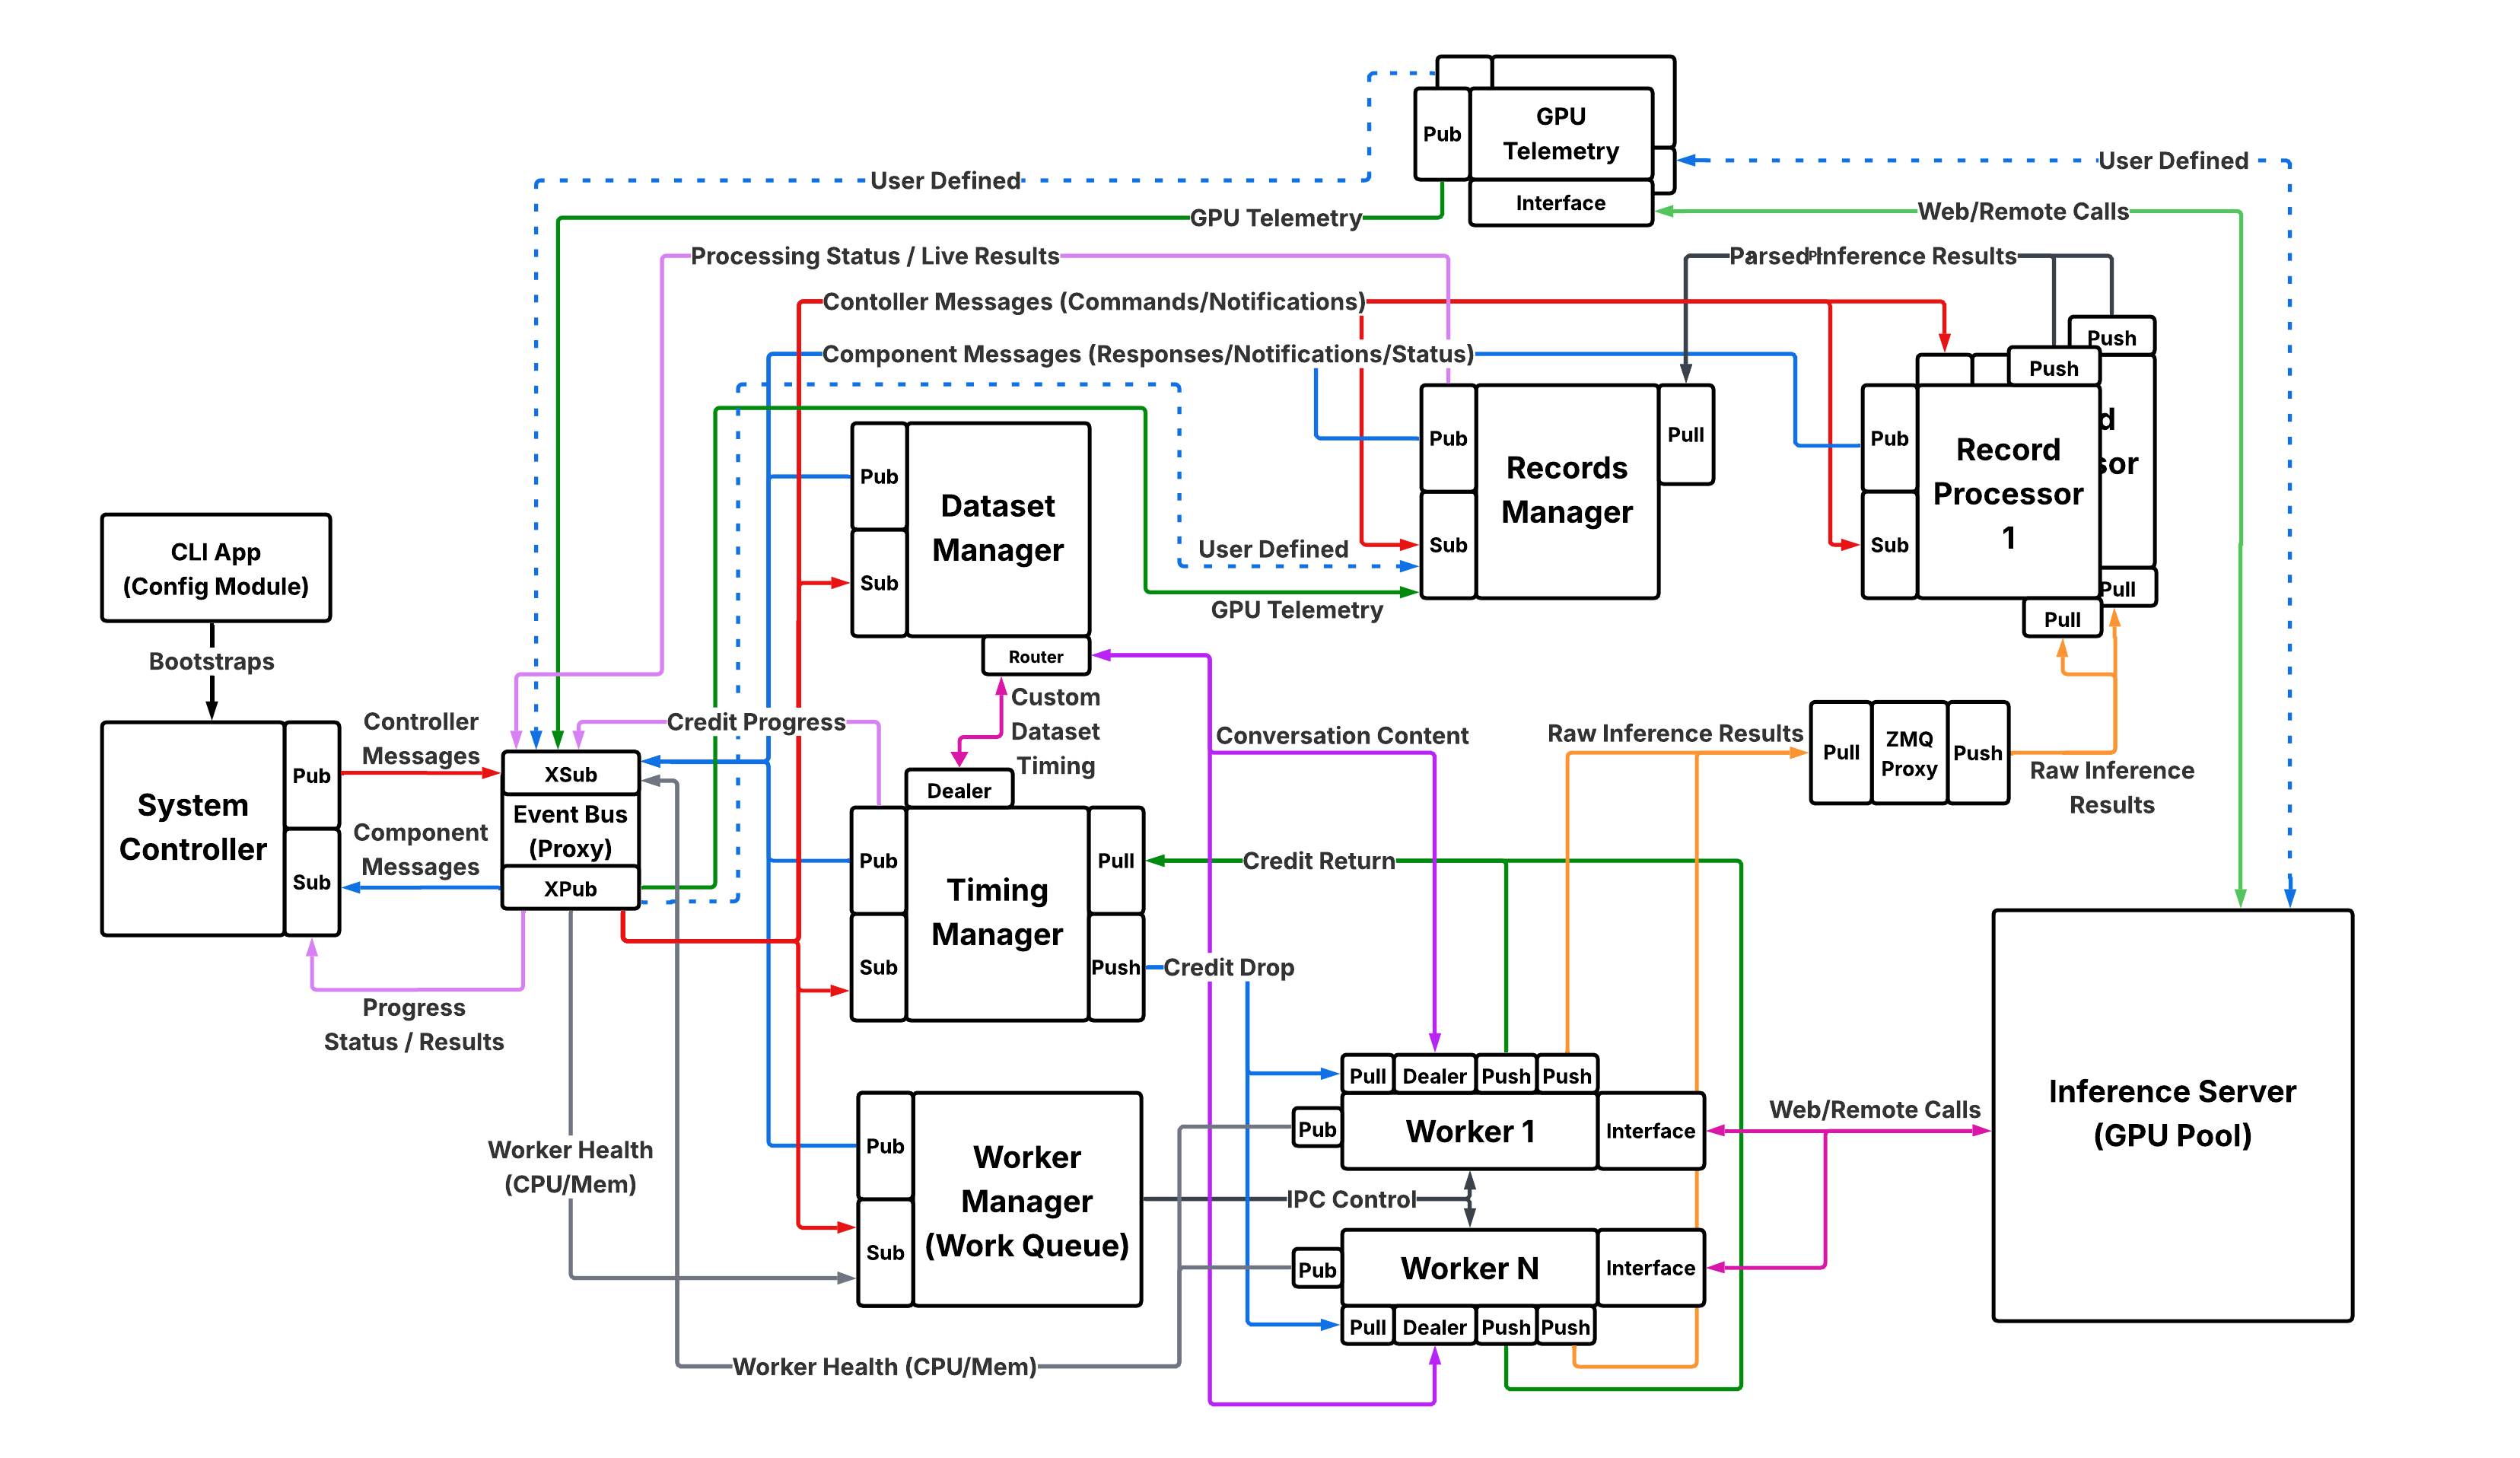 GPU
Telemetry
Pub
Interface
User Defined
User Defined
GPU Telemetry
Web/Remote Calls
Processing Status / Live Results
Parsed Inference Results
Contoller Messages (Commands/Notifications)
Component Messages (Responses/Notifications/Status)
Push
Push
Pub
Sub
Dataset
Manager
Router
Pub
Sub
Records
Manager
Pull
Pub
Sub
Record
Processor
1
d
sor
Pull
Pull
User Defined
GPU Telemetry
CLI App
(Config Module)
Bootstraps
System
Controller
Pub
Sub
Controller
Messages
Component
Messages
XSub
Event Bus
(Proxy)
XPub
Progress
Status / Results
Credit Progress
Custom
Dataset
Timing
Dealer
Pub
Sub
Timing
Manager
Pull
Push
Conversation Content
Raw Inference Results
Pull
ZMQ
Proxy
Push
Raw Inference
Results
Credit Return
Credit Drop
Worker Health
(CPU/Mem)
Pub
Sub
Worker
Manager
(Work Queue)
IPC Control
Pull
Dealer
Push
Push
Pub
Worker 1
Interface
Web/Remote Calls
Pub
Worker N
Interface
Pull
Dealer
Push
Push
Worker Health (CPU/Mem)
Inference Server
(GPU Pool)